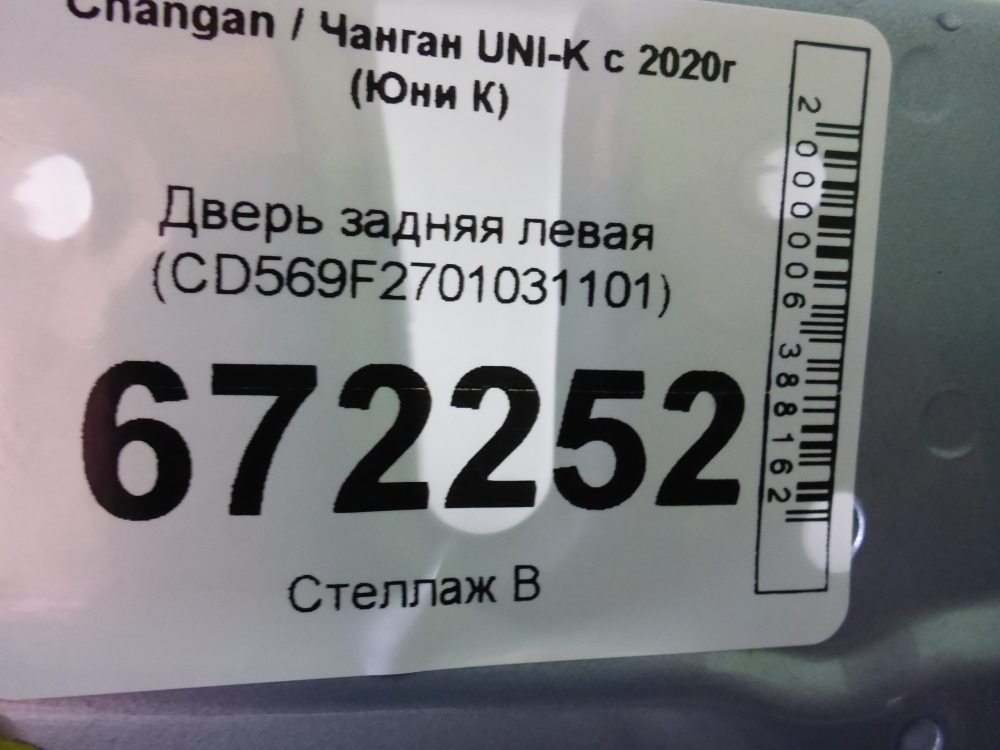 Changan / Чанган UNI-K с 2020г
(Юни К)
Дверь задняя левая
(CD569F2701031101)
672252
Стеллаж В
2000006388162